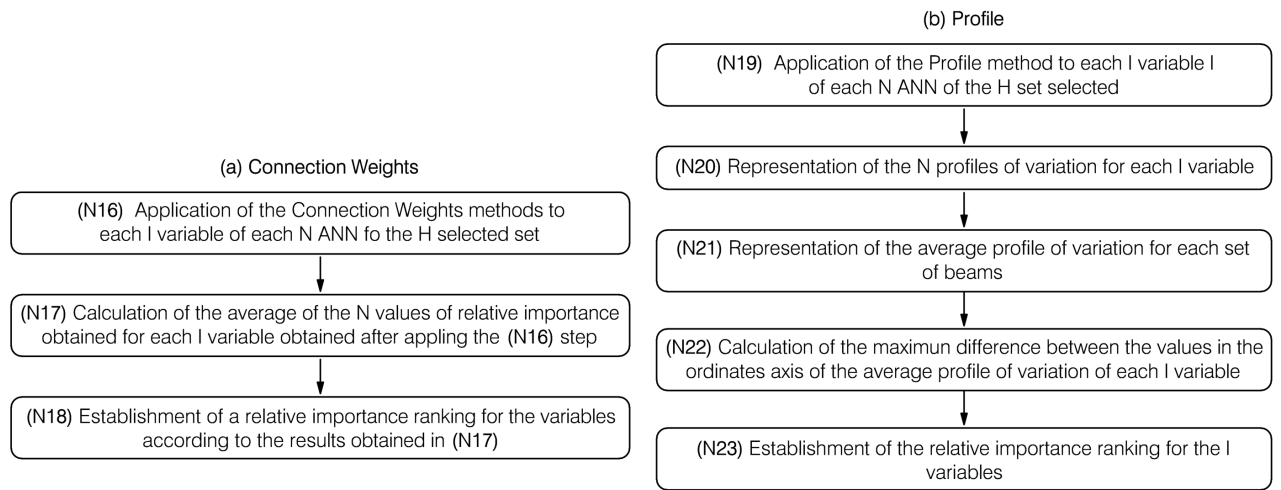 (a) Connection Weights
(N16) Application of the Connection Weights methods to
each I variable of each N ANN fo the H selected set
(N17) Calculation of the average of the N values of relative importance
obtained for each I variable obtained after appling the (N16) step
(N18) Establishment of a relative importance ranking for the variables
according to the results obtained in (N17)
(b) Profile
(N19) Application of the Profile method to each I variable I
of each N ANN of the H set selected
(N20) Representation of the N profiles of variation for each I variable
(N21) Representation of the average profile of variation for each set
of beams
(N22) Calculation of the maximun difference between the values in the
ordinates axis of the average profile of variation of each I variable
(N23) Establishment of the relative importance ranking for the I
variables